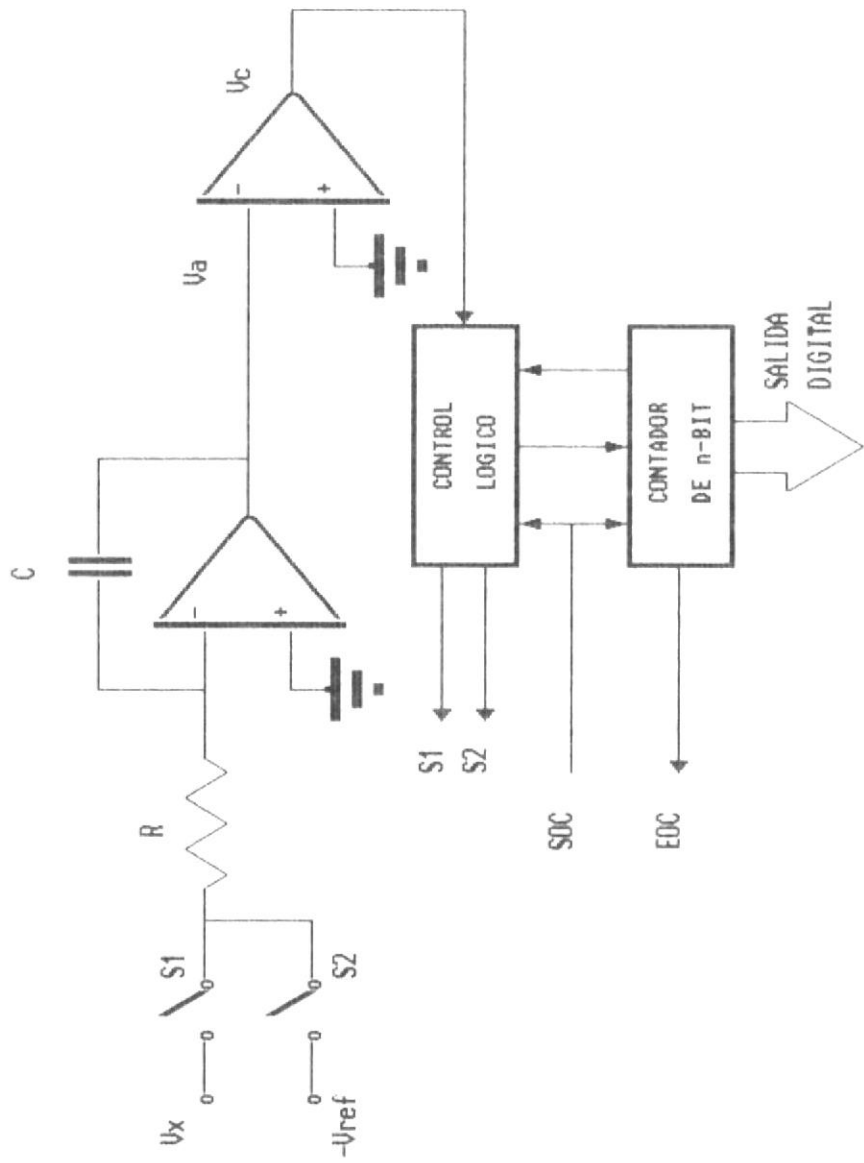 Vx
-Vref
S1
S2
R
C
-
+
Va
-
+
Vc
S1
S2
SOC
EOC
CONTROL
LOGICO
CONTADOR
DE n-BIT
SALIDA
DIGITAL